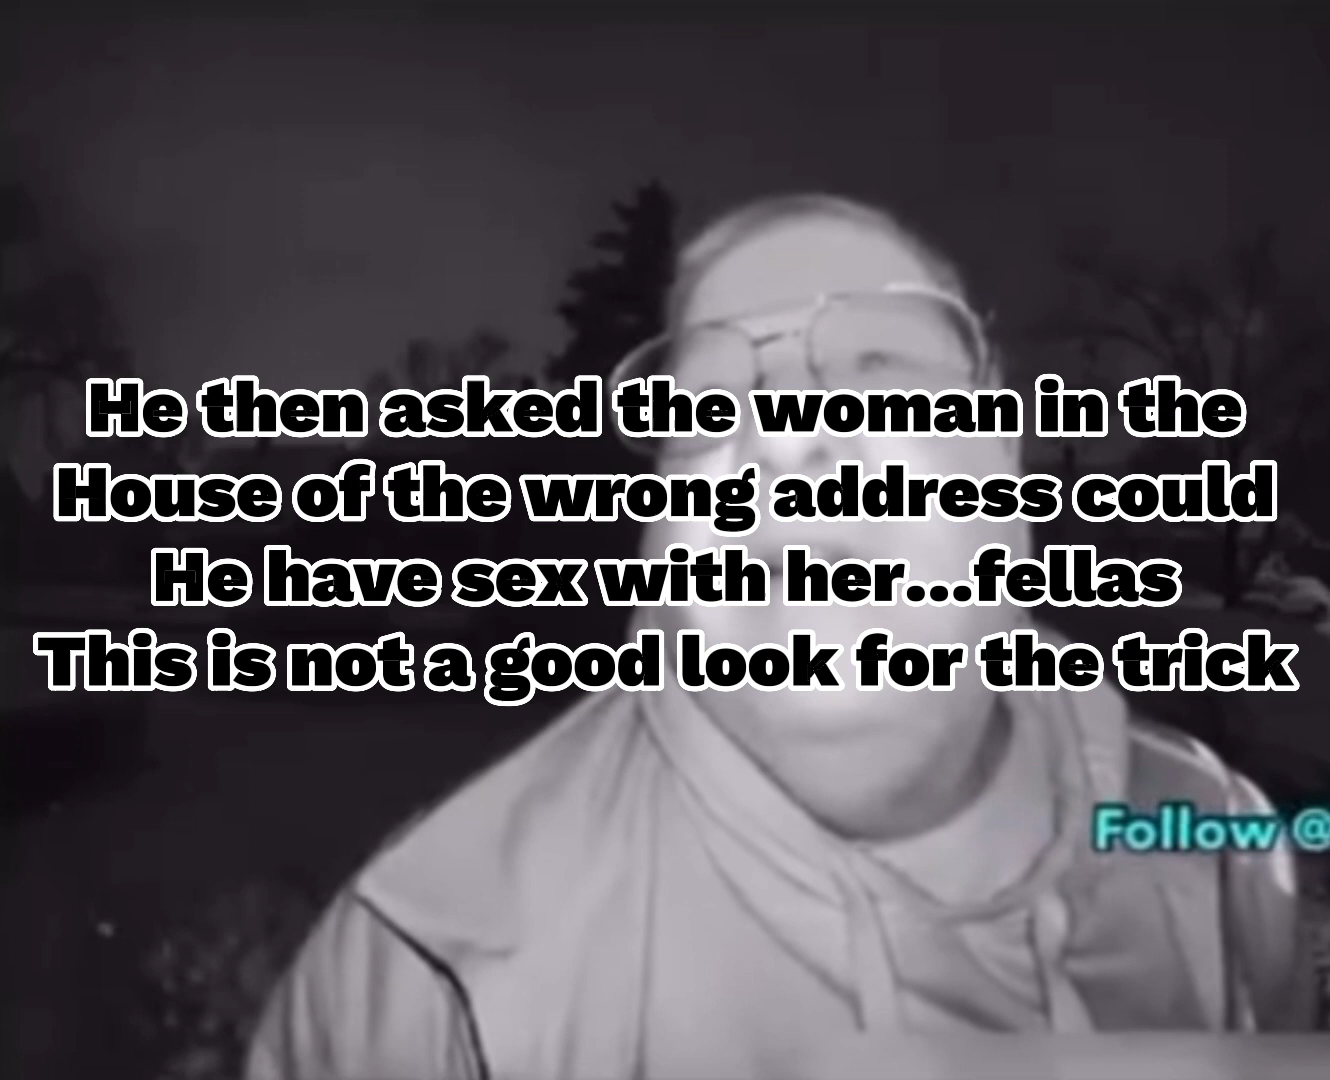 He then asked the woman in the
House of the wrong address could
He have sex with her...fellas
This is not a good look for the trick
Follow @